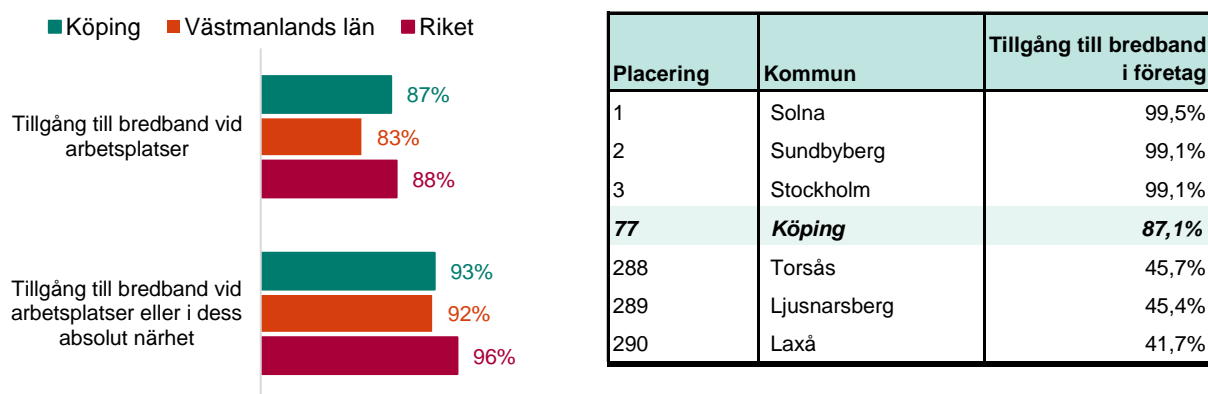 Köping Västmanlands län Riket
Tillgång till bredband vid
arbetsplatser
87%
83%
88%
Tillgång till bredband vid
arbetsplatser eller i dess
absolut närhet
93%
92%
96%
Placering Kommun Tillgång till bredband
i företag
1 Solna 99,5%
2 Sundbyberg 99,1%
3 Stockholm 99,1%
77 Köping 87,1%
288 Torsås 45,7%
289 Ljusnarsberg 45,4%
290 Laxå 41,7%